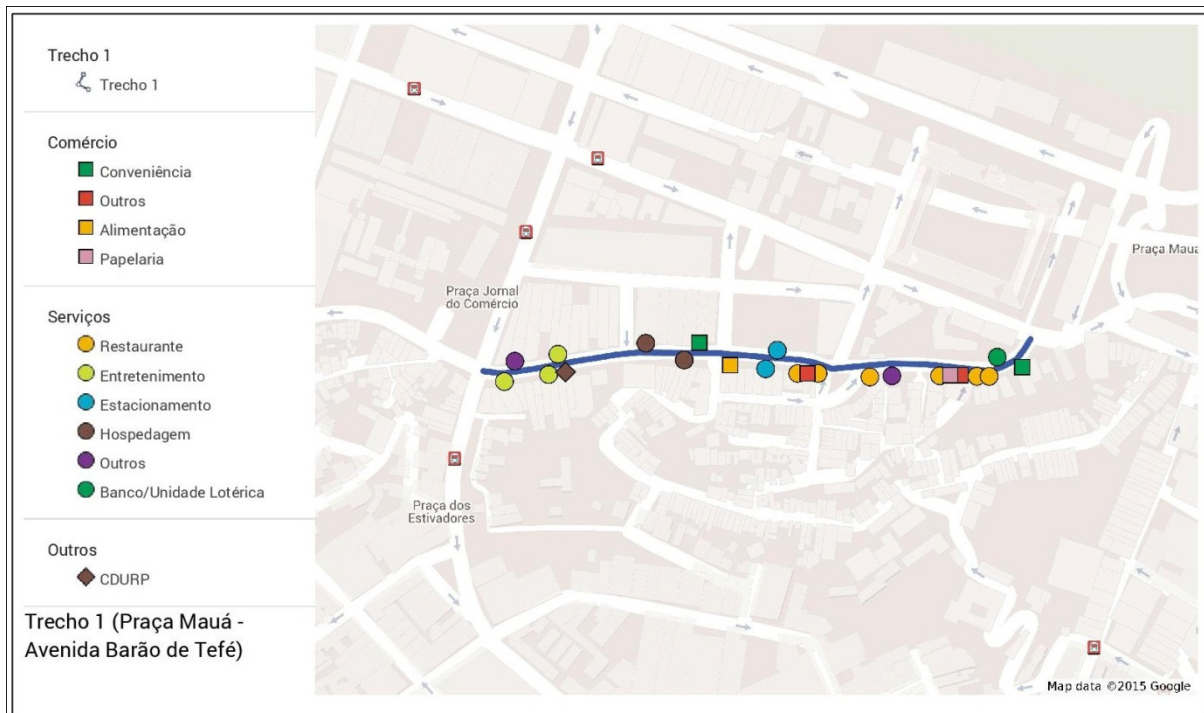 Trecho 1
Trecho 1
Comércio
Conveniência
Outros
Alimentação
Papelaria
Serviços
Restaurante
Entretenimento
Estacionamento
Hospedagem
Outros
Banco/Unidade Lotérica
Outros
CDURP
Trecho 1 (Praça Mauá -
Avenida Barão de Tefé)
Praça Maua
Praça Jornal
do Comércio
Praça dos
Estivadores
Map data ©2015 Google